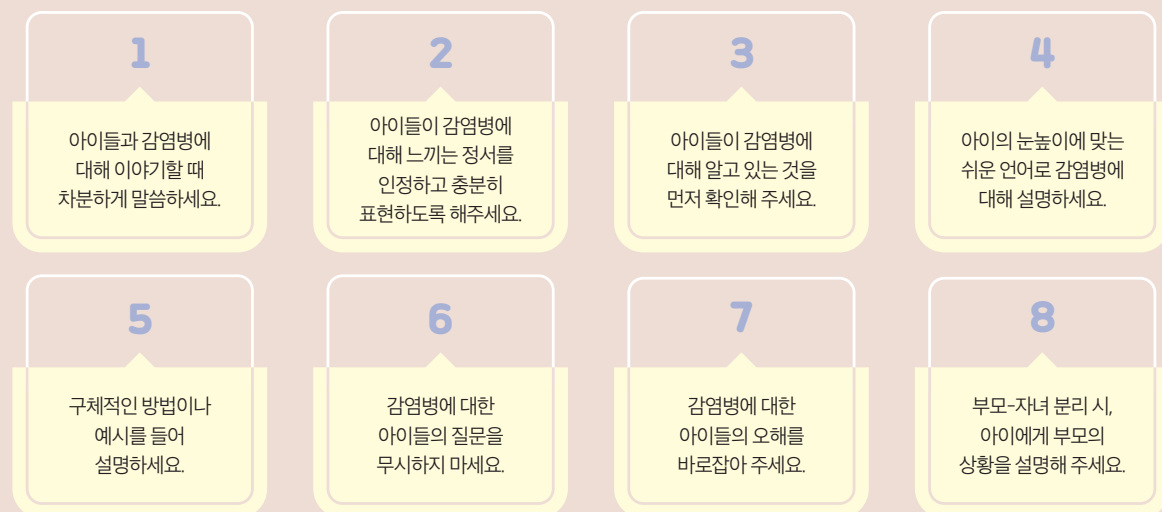 1
아이들과 감염병에
대해 이야기할 때
차분하게 말씀하세요.
2
아이들이 감염병에
대해 느끼는 정서를
인정하고 충분히
표현하도록 해주세요.
3
아이들이 감염병에
대해 알고 있는 것을
먼저 확인해 주세요.
4
아이의 눈높이에 맞는
쉬운 언어로 감염병에
대해 설명하세요.
5
구체적인 방법이나
예시를 들어
설명하세요.
6
감염병에 대한
아이들의 질문을
무시하지 마세요.
7
감염병에 대한
아이들의 오해를
바로잡아 주세요.
8
부모-자녀 분리 시,
아이에게 부모의
상황을 설명해 주세요.